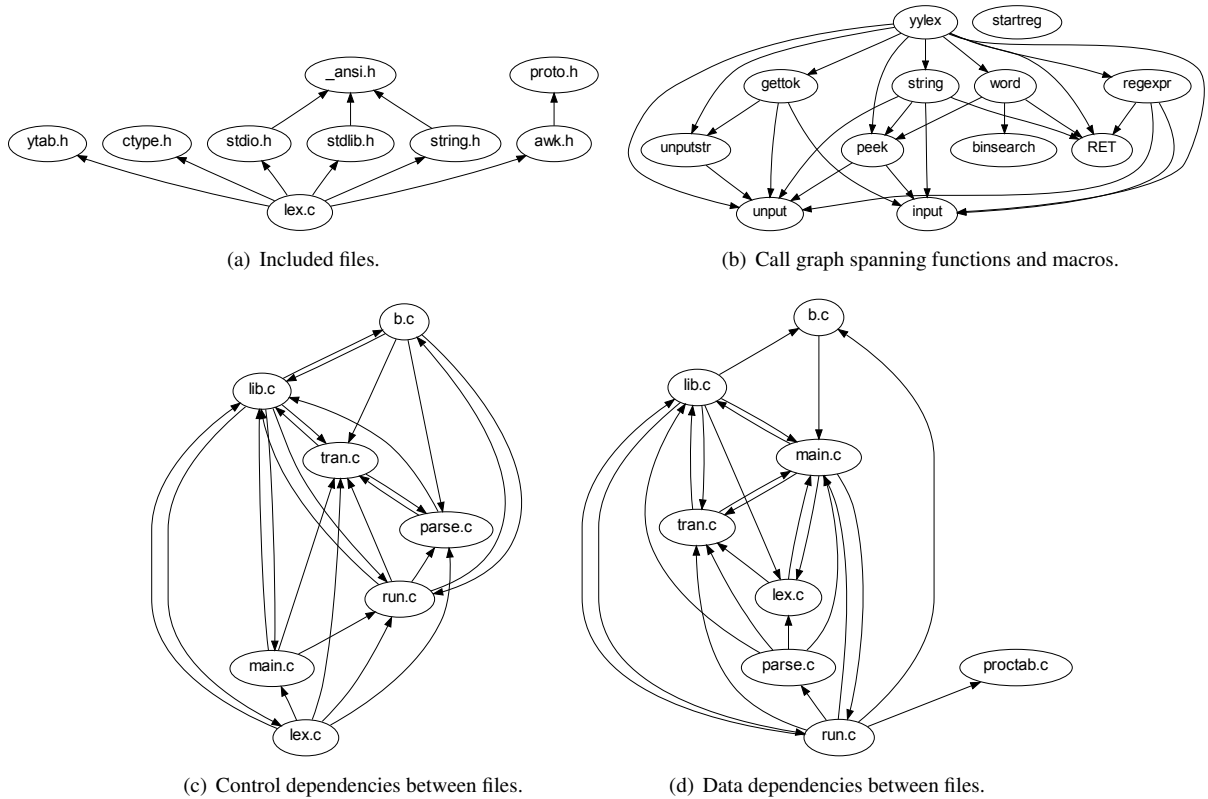 _ansi.h
proto.h
ytab.h
ctype.h
stdio.h
stdlib.h
string.h
awk.h
lex.c
(a) Included files.
yylex
startreg
gettok
string
word
regexpr
unputstr
peek
binsearch
RET
unput
input
(b) Call graph spanning functions and macros.
b.c
lib.c
tran.c
parse.c
run.c
main.c
lex.c
(c) Control dependencies between files.
b.c
lib.c
main.c
tran.c
lex.c
parse.c
proctab.c
run.c
(d) Data dependencies between files.